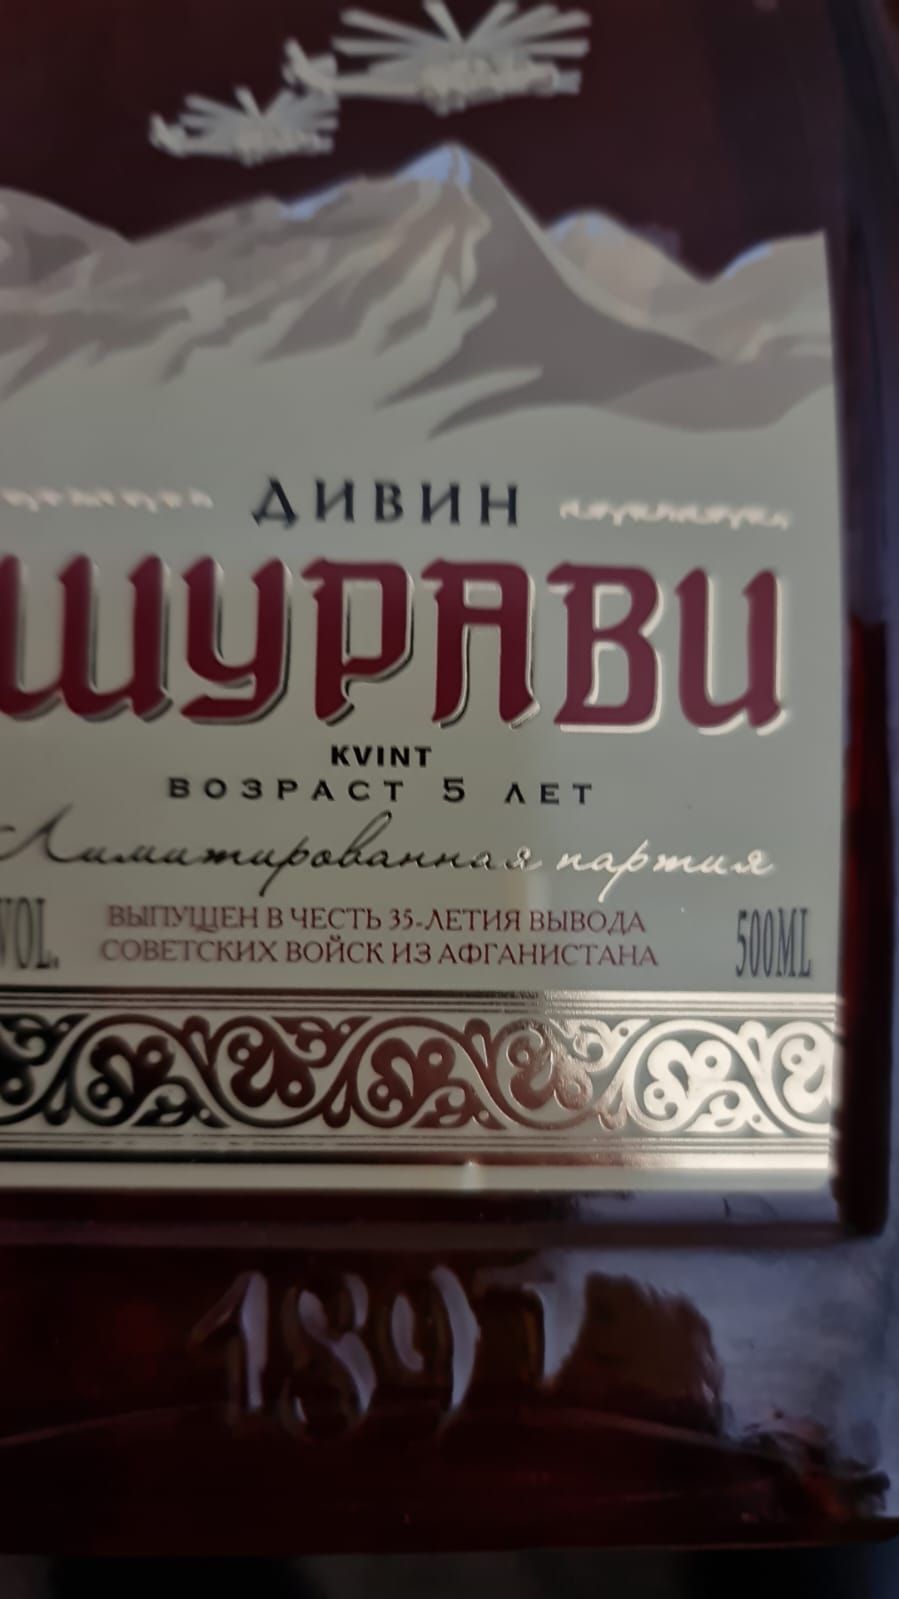 ДИВИН
ШУРАВИ
KVINT
ВОЗРАСТ 5 ЛЕТ
Лимитированная партия
VOL.
ВЫПУЩЕН В ЧЕСТЬ 35-ЛЕТИЯ ВЫВОДА
СОВЕТСКИХ ВОЙСК ИЗ АФГАНИСТАНА
500ML
1897